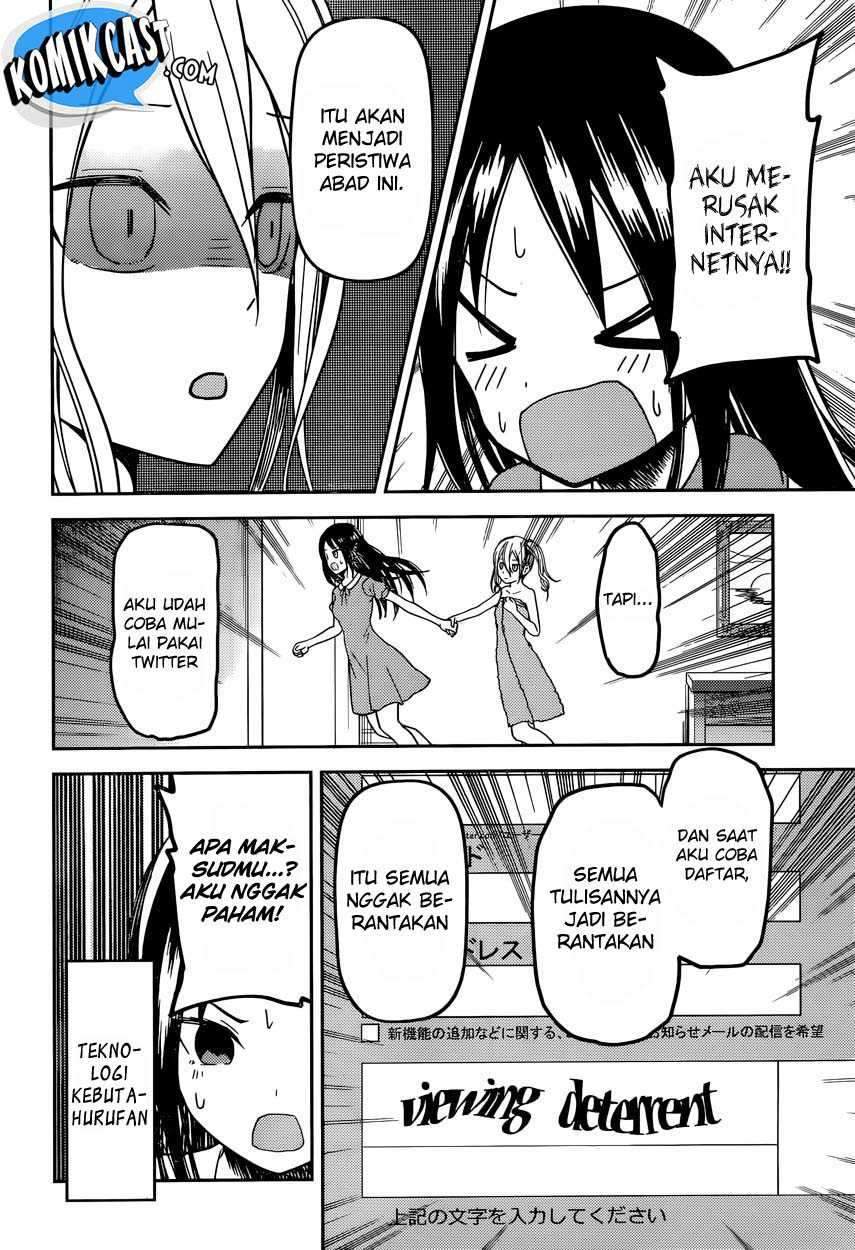 KOMIKCAST
.COM
AKU ME-
RUSAK
INTER-
NETNYA!!
ITU AKAN
MENJADI
PERISTIWA
ABAD INI.
TAPI...
AKU UDAH
COBA MU-
LAI PAKAI
TWITTER
DAN SAAT
AKU COBA
DAFTAR,
SEMUA
TULISANNYA
JADI BE-
RANTAKAN
ITU SEMUA
NGGAK BE-
RANTAKAN
ド
ドレス
新機能の追加などに関する、
お知らせメールの配信を希望
viewing deterrent
上記の文字を入力してください
APA MAK-
SUDMU...?
AKU NGGAK
PAHAM!
TEKNO-
LOGI
KEBUTA-
HURUFAN